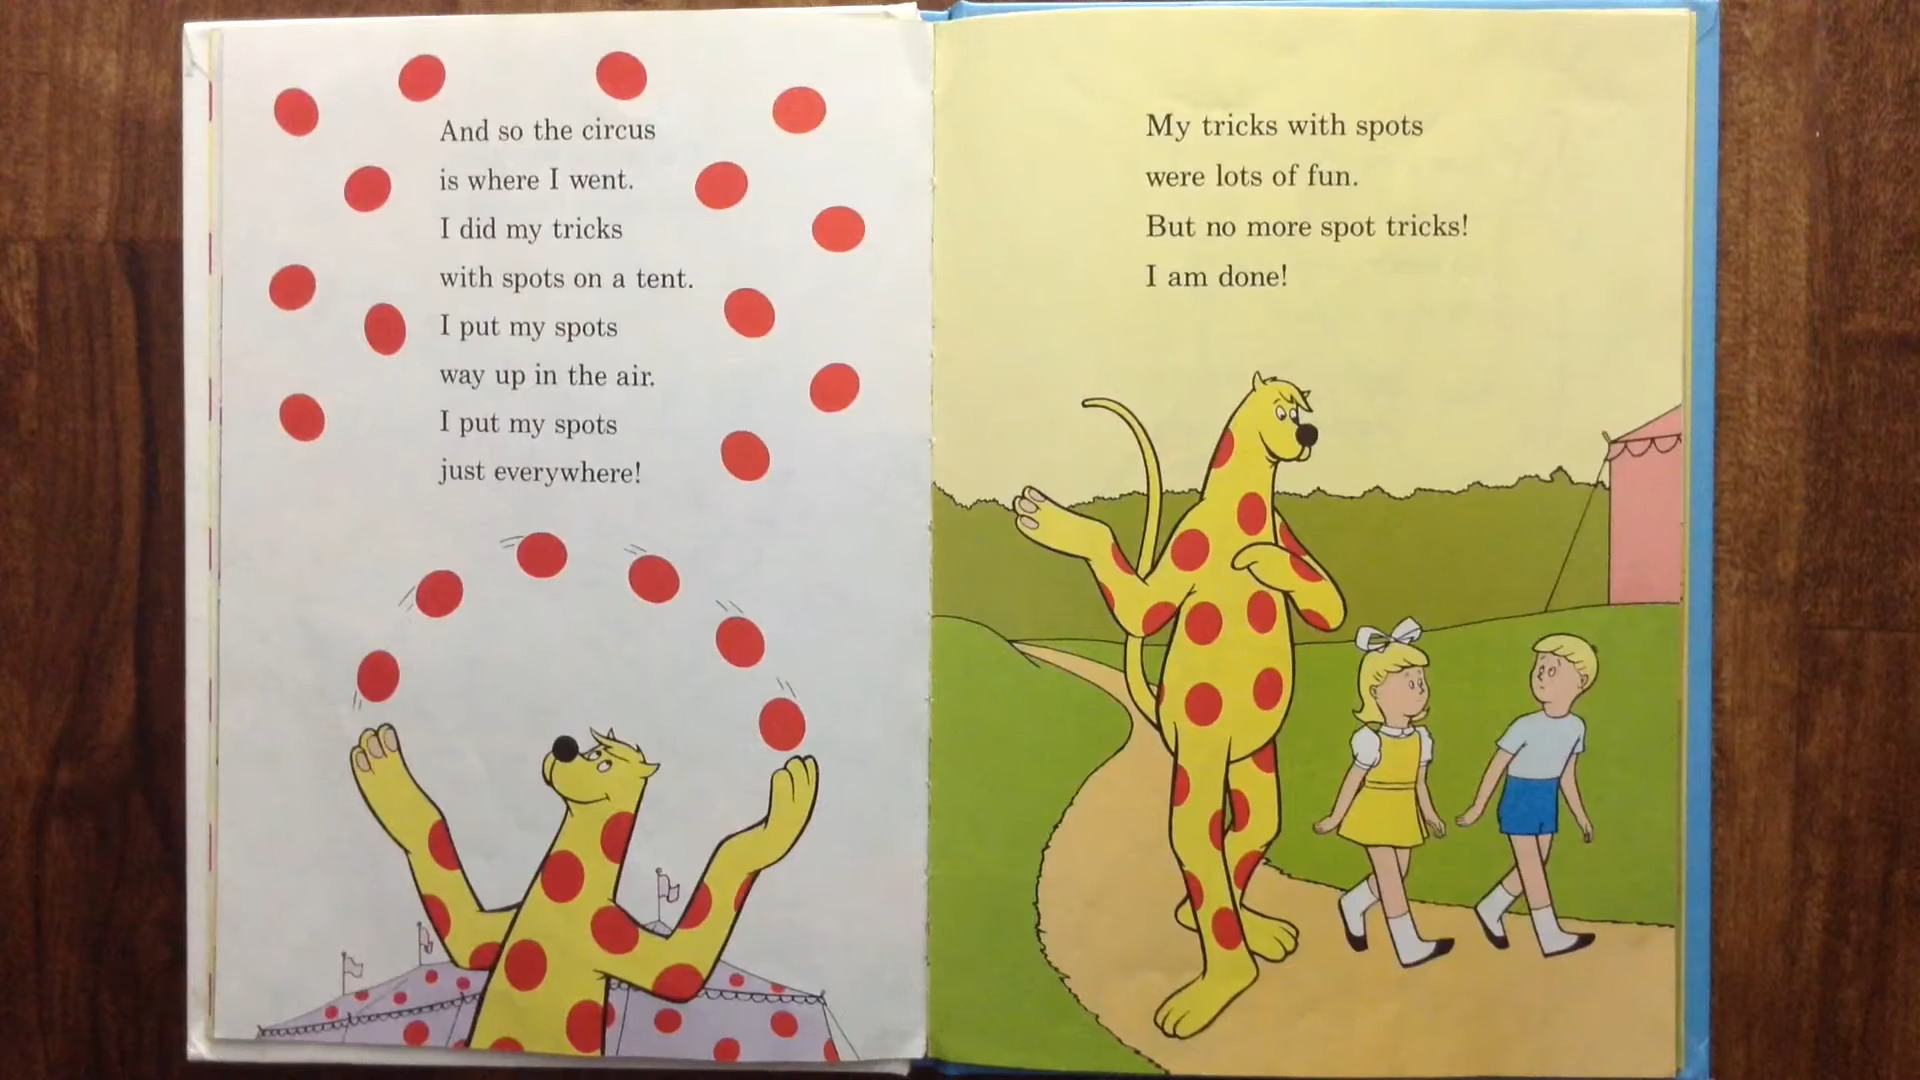 And so the circus
is where I went.
I did my tricks
with spots on a tent.
I put my spots
way up in the air.
I put my spots
just everywhere!
My tricks with spots
were lots of fun.
But no more spot tricks!
I am done!